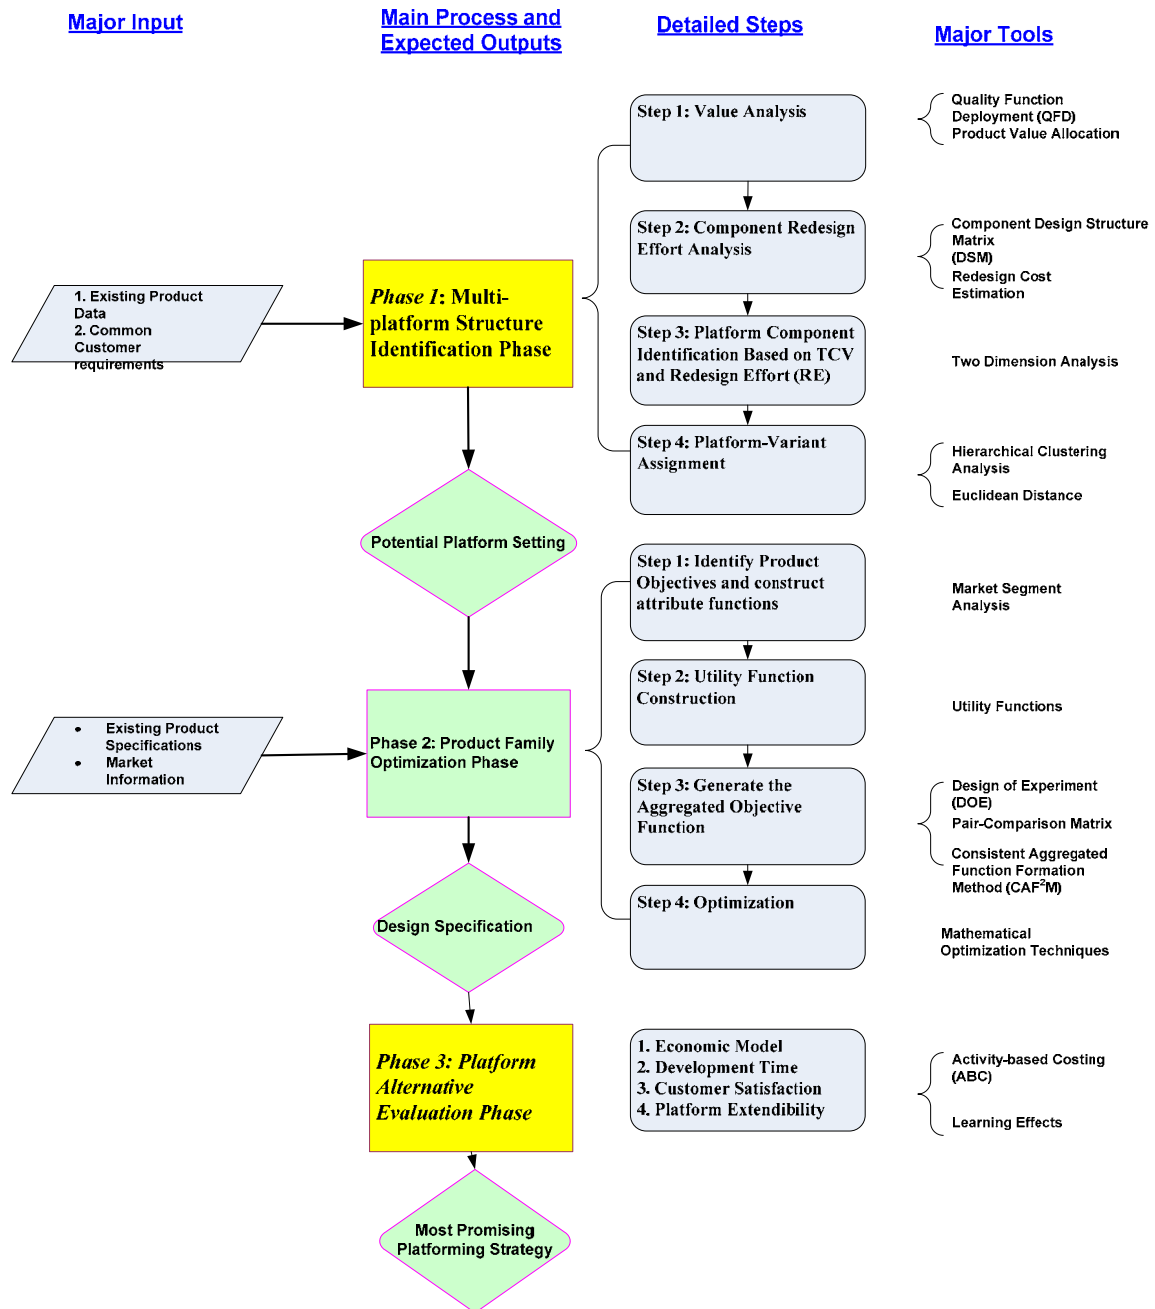 Major Input
Main Process and
Expected Outputs
Detailed Steps
Major Tools
Step 1: Value Analysis
Quality Function
Deployment (QFD)
Product Value Allocation
Step 2: Component Redesign
Effort Analysis
Component Design Structure
Matrix
(DSM)
Redesign Cost
Estimation
1. Existing Product
Data
2. Common
Customer
requirements
Phase 1: Multi-
platform Structure
Identification Phase
Step 3: Platform Component
Identification Based on TCV
and Redesign Effort (RE)
Two Dimension Analysis
Step 4: Platform-Variant
Assignment
Hierarchical Clustering
Analysis
Euclidean Distance
Potential Platform Setting
Step 1: Identify Product
Objectives and construct
attribute functions
Market Segment
Analysis
Step 2: Utility Function
Construction
Utility Functions
• Existing Product
Specifications
• Market
Information
Phase 2: Product Family
Optimization Phase
Step 3: Generate the
Aggregated Objective
Function
Design of Experiment
(DOE)
Pair-Comparison Matrix
Consistent Aggregated
Function Formation
Method (CAF²M)
Step 4: Optimization
Mathematical
Optimization Techniques
Design Specification
Phase 3: Platform
Alternative
Evaluation Phase
1. Economic Model
2. Development Time
3. Customer Satisfaction
4. Platform Extendibility
Activity-based Costing
(ABC)
Learning Effects
Most Promising
Platforming Strategy